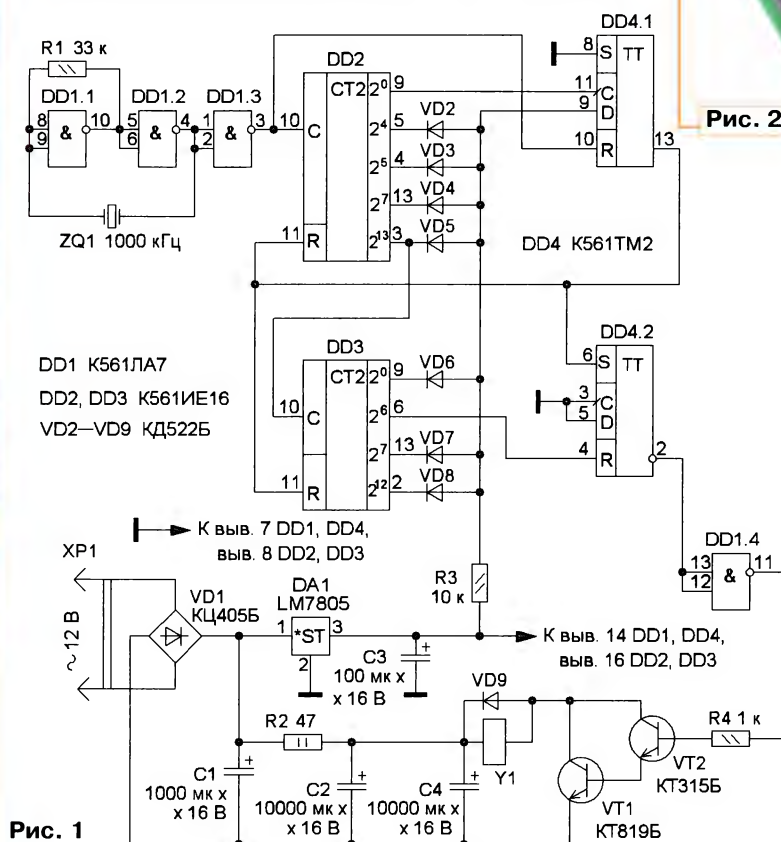 R1 33 к
DD1.1
DD1.2
DD1.3
8
9
&
10
5
6
&
4
1
2
&
3
ZQ1 1000 кГц
DD2
10
C
11
R
CT2
2⁰ 9
2⁴ 5
2⁵ 4
2⁷ 13
2¹³ 3
VD2
VD3
VD4
VD5
DD4.1
8 S TT
11 C
9 D
10 R
13
Рис. 2
DD4 К561ТМ2
DD1 К561ЛА7
DD2, DD3 К561ИЕ16
VD2—VD9 КД522Б
DD3
10
C
11
R
CT2
2⁰ 9
2⁶ 6
2⁷ 13
2¹² 2
VD6
VD7
VD8
DD4.2
6 S TT
3 C
5 D
4 R
2
К выв. 7 DD1, DD4,
выв. 8 DD2, DD3
DD1.4
13
12
&
11
XP1
~12 В
VD1
КЦ405Б
DA1
LM7805
1
*ST
3
2
R3
10 к
C3
100 мк х
х 16 В
К выв. 14 DD1, DD4,
выв. 16 DD2, DD3
R2 47
C1
1000 мк х
х 16 В
C2
10000 мк х
х 16 В
C4
10000 мк х
х 16 В
VD9
Y1
R4 1 к
VT2
КТ315Б
VT1
КТ819Б
Рис. 1